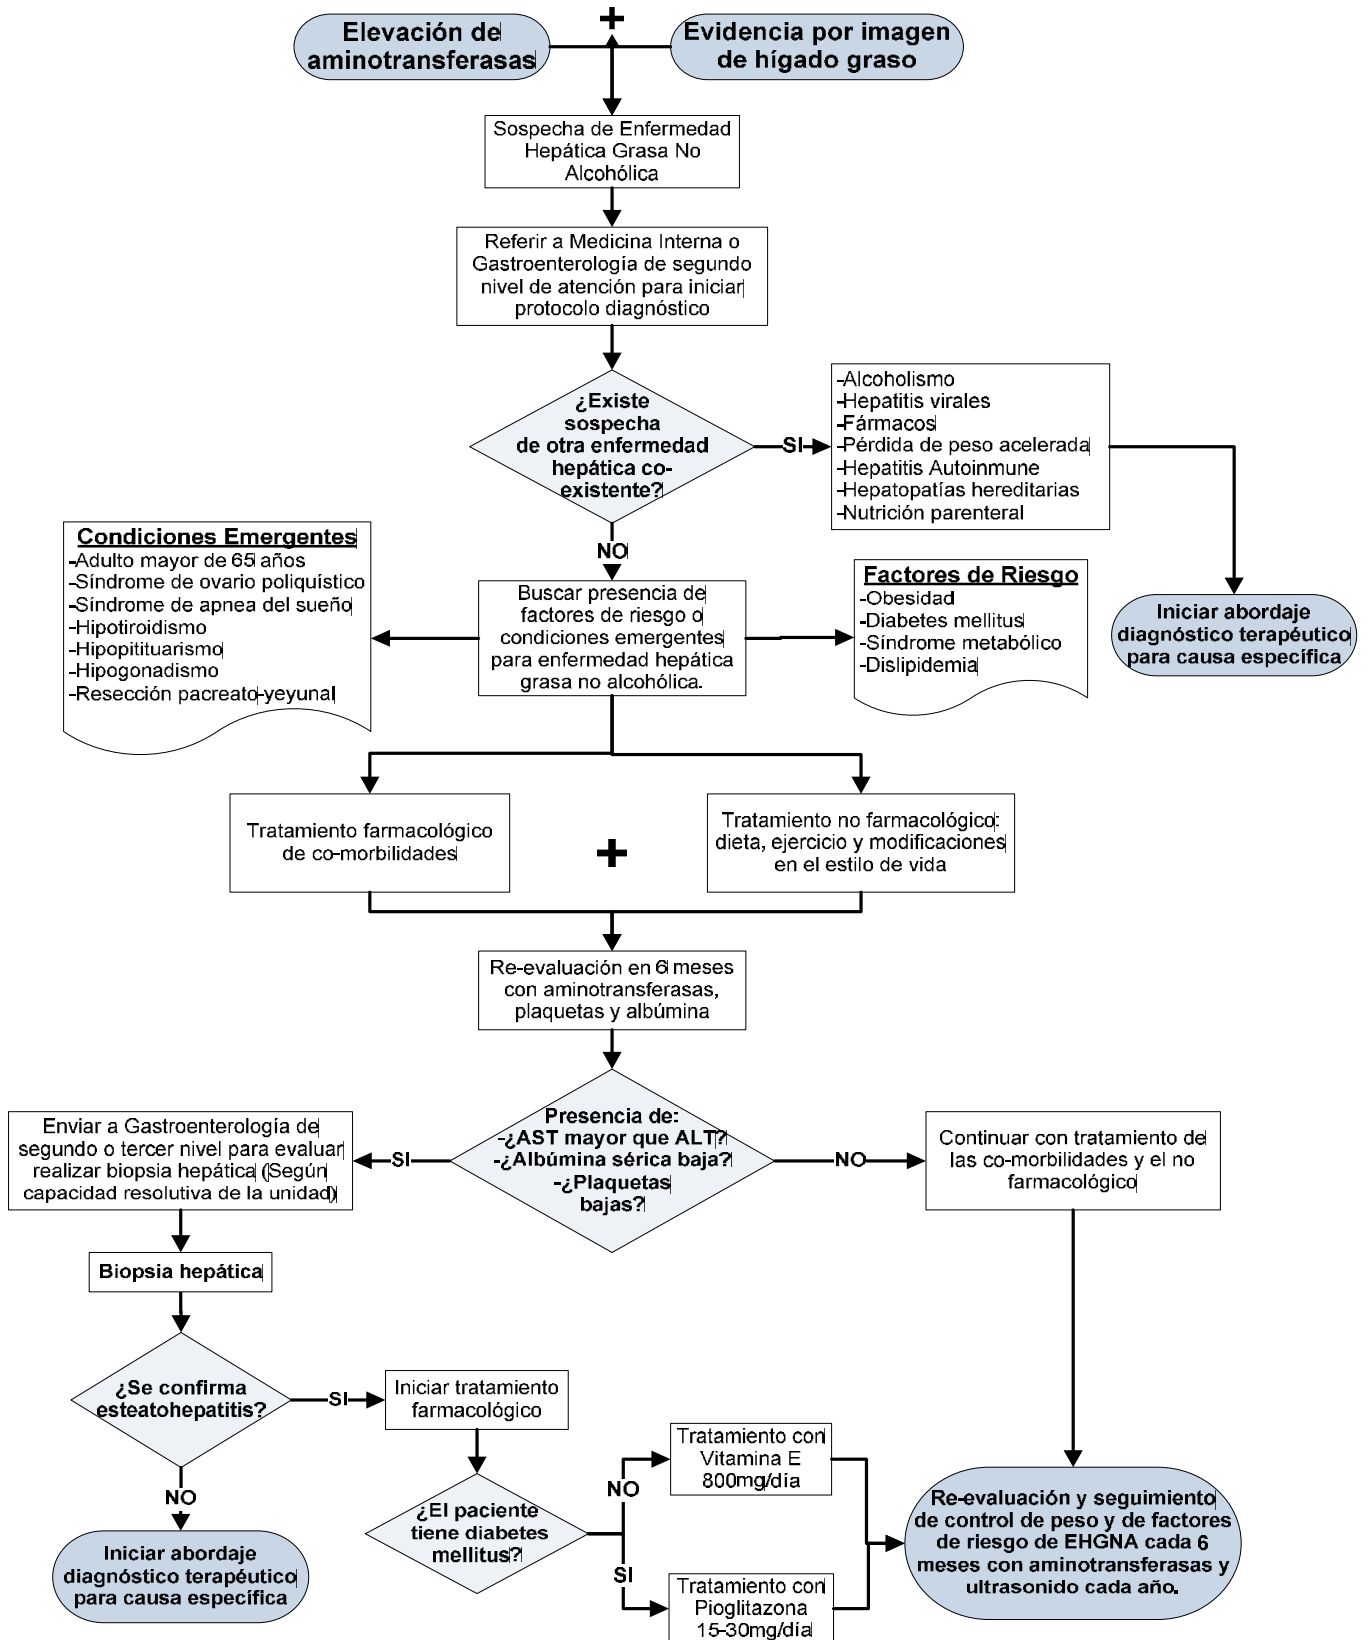 Elevación de
aminotransferasas
+
Evidencia por imagen
de hígado graso
Sospecha de Enfermedad
Hepática Grasa No
Alcohólica
Referir a Medicina Interna o
Gastroenterología de segundo
nivel de atención para iniciar
protocolo diagnóstico
¿Existe
sospecha
de otra enfermedad
hepática co-
existente?
SI
-Alcoholismo
-Hepatitis virales
-Fármacos
-Pérdida de peso acelerada
-Hepatitis Autoinmune
-Hepatopatías hereditarias
-Nutrición parenteral
Iniciar abordaje
diagnóstico terapéutico
para causa específica
NO
Condiciones Emergentes
-Adulto mayor de 65 años
-Síndrome de ovario poliquístico
-Síndrome de apnea del sueño
-Hipotiroidismo
-Hipopitituarismo
-Hipogonadismo
-Resección pacreato-yeyunal
Buscar presencia de
factores de riesgo o
condiciones emergentes
para enfermedad hepática
grasa no alcohólica.
Factores de Riesgo
-Obesidad
-Diabetes mellitus
-Síndrome metabólico
-Dislipidemia
Tratamiento farmacológico
de co-morbilidades
+
Tratamiento no farmacológico:
dieta, ejercicio y modificaciones
en el estilo de vida
Re-evaluación en 6 meses
con aminotransferasas,
plaquetas y albúmina
Presencia de:
-¿AST mayor que ALT?
-¿Albúmina sérica baja?
-¿Plaquetas
bajas?
SI
Enviar a Gastroenterología de
segundo o tercer nivel para evaluar
realizar biopsia hepática (Según
capacidad resolutiva de la unidad)
NO
Continuar con tratamiento de
las co-morbilidades y el no
farmacológico
Biopsia hepática
¿Se confirma
esteatohepatitis?
SI
Iniciar tratamiento
farmacológico
NO
Iniciar abordaje
diagnóstico terapéutico
para causa específica
¿El paciente
tiene diabetes
mellitus?
NO
Tratamiento con
Vitamina E
800mg/día
SI
Tratamiento con
Pioglitazona
15-30mg/día
Re-evaluación y seguimiento
de control de peso y de factores
de riesgo de EHGNA cada 6
meses con aminotransferasas y
ultrasonido cada año.